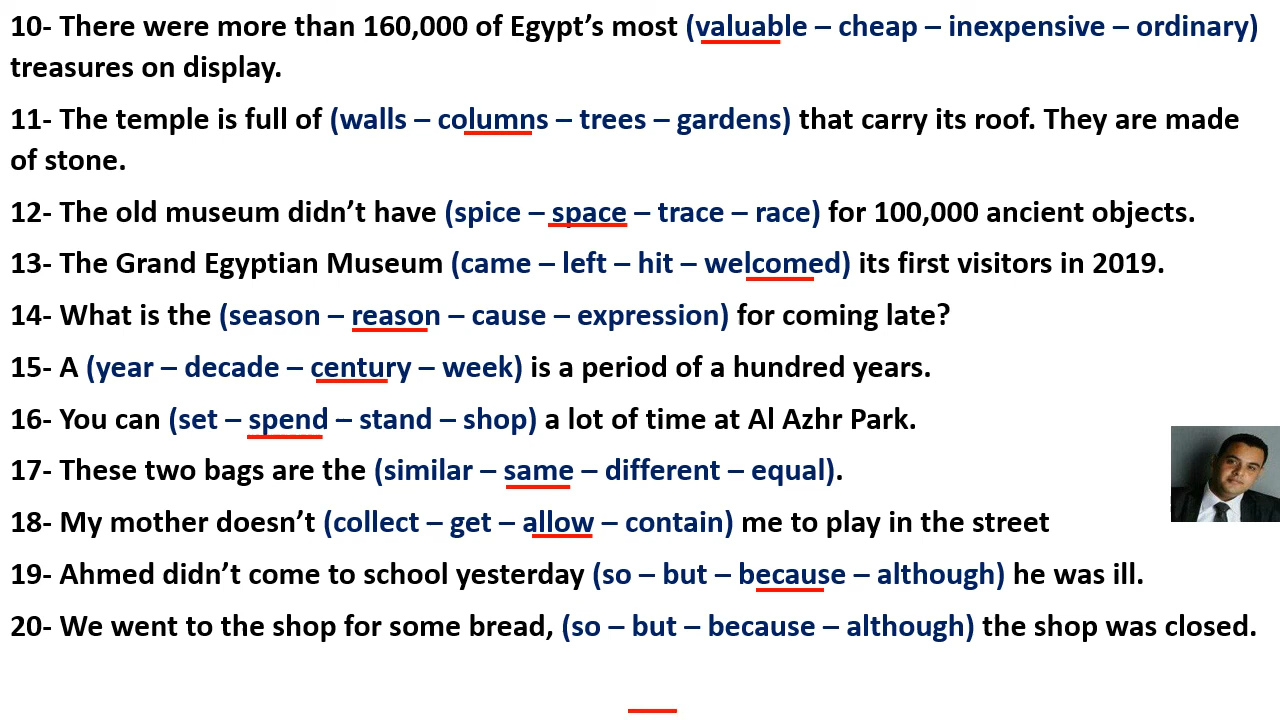 10- There were more than 160,000 of Egypt’s most (valuable – cheap – inexpensive – ordinary)
treasures on display.
11- The temple is full of (walls – columns – trees – gardens) that carry its roof. They are made
of stone.
12- The old museum didn’t have (spice – space – trace – race) for 100,000 ancient objects.
13- The Grand Egyptian Museum (came – left – hit – welcomed) its first visitors in 2019.
14- What is the (season – reason – cause – expression) for coming late?
15- A (year – decade – century – week) is a period of a hundred years.
16- You can (set – spend – stand – shop) a lot of time at Al Azhr Park.
17- These two bags are the (similar – same – different – equal).
18- My mother doesn’t (collect – get – allow – contain) me to play in the street
19- Ahmed didn’t come to school yesterday (so – but – because – although) he was ill.
20- We went to the shop for some bread, (so – but – because – although) the shop was closed.